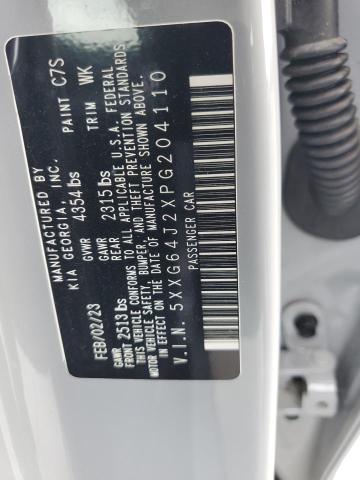 MANUFACTURED BY
KIA GEORGIA, INC.
PAINT C7S
FEB/02/23 GVWR 4354 lbs TRIM WK
GAWR FRONT 2513 lbs GAWR REAR 2315 lbs
THIS VEHICLE CONFORMS TO ALL APPLICABLE U.S.A. FEDERAL
MOTOR VEHICLE SAFETY, BUMPER, AND THEFT PREVENTION STANDARDS
IN EFFECT ON THE DATE OF MANUFACTURE SHOWN ABOVE.
V.I.N. 5XXG64J2XPG204110
PASSENGER CAR